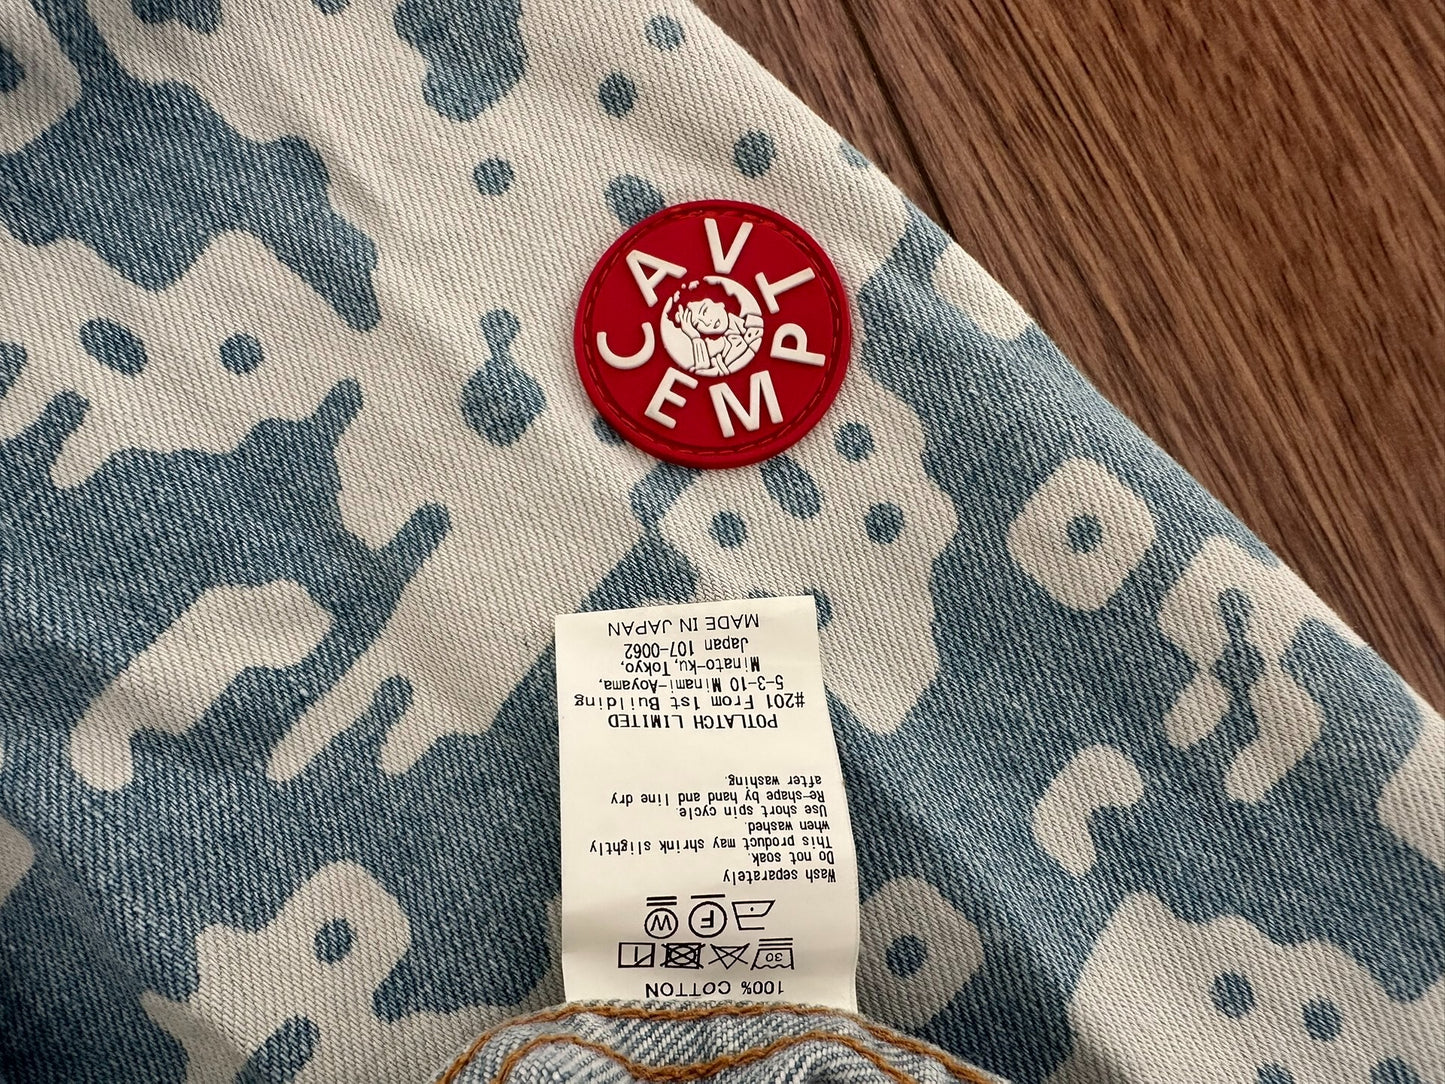 CAV EMPT
100% COTTON
30
F W
Wash separately
Do not soak.
This product may shrink slightly
when washed.
Use short spin cycle.
Re-shape by hand and line dry
after washing.
POTLATCH LIMITED
#201 From 1st Building
5-3-10 Minami-Aoyama,
Minato-ku, Tokyo,
Japan 107-0062
MADE IN JAPAN